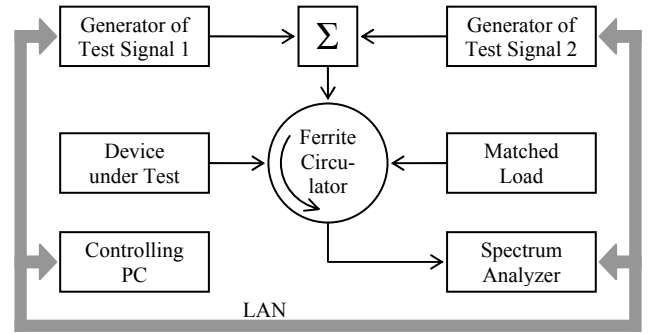 Generator of
Test Signal 1
Σ
Generator of
Test Signal 2
Device
under Test
Ferrite
Circu-
lator
Matched
Load
Controlling
PC
Spectrum
Analyzer
LAN